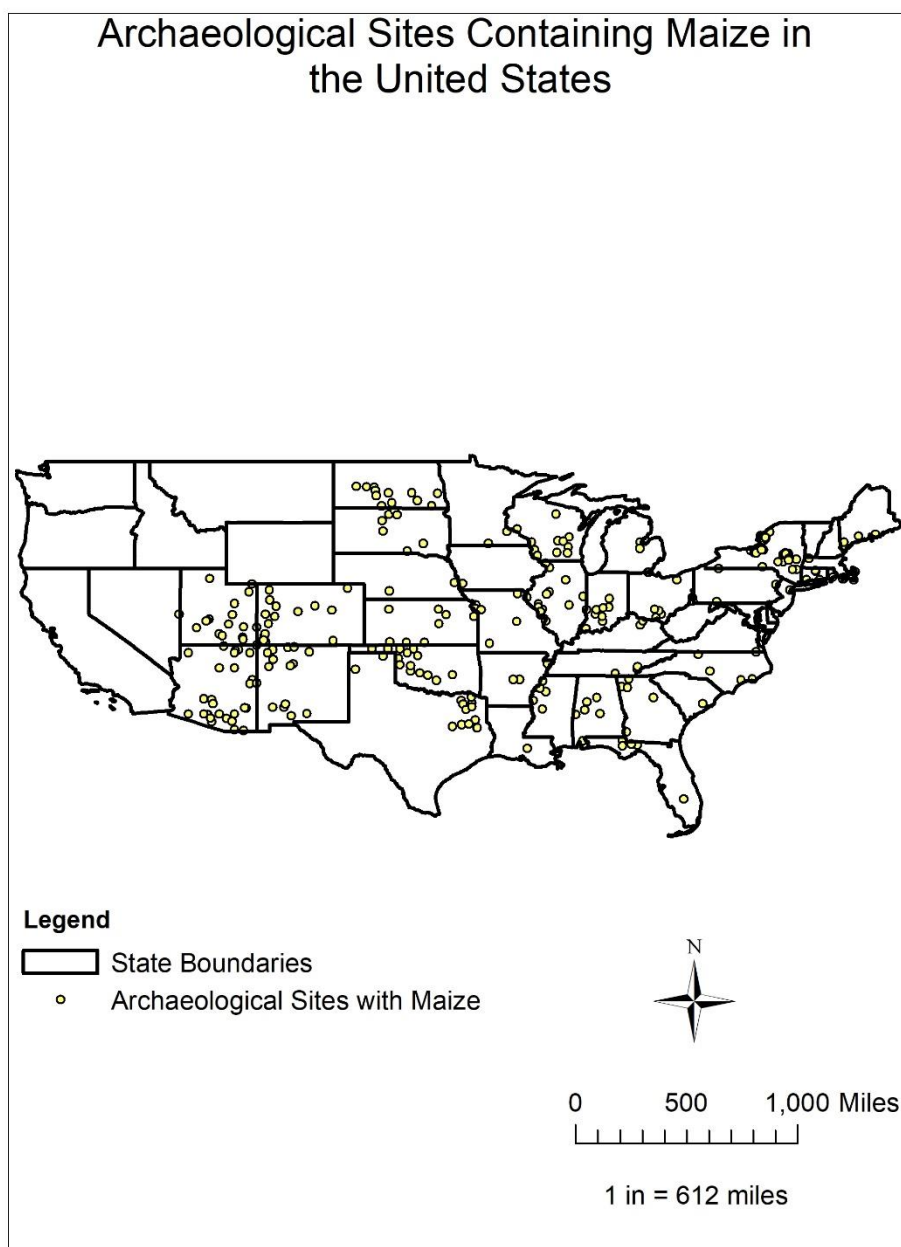 Archaeological Sites Containing Maize in
the United States
Legend
State Boundaries
Archaeological Sites with Maize
N
0 500 1,000 Miles
1 in = 612 miles